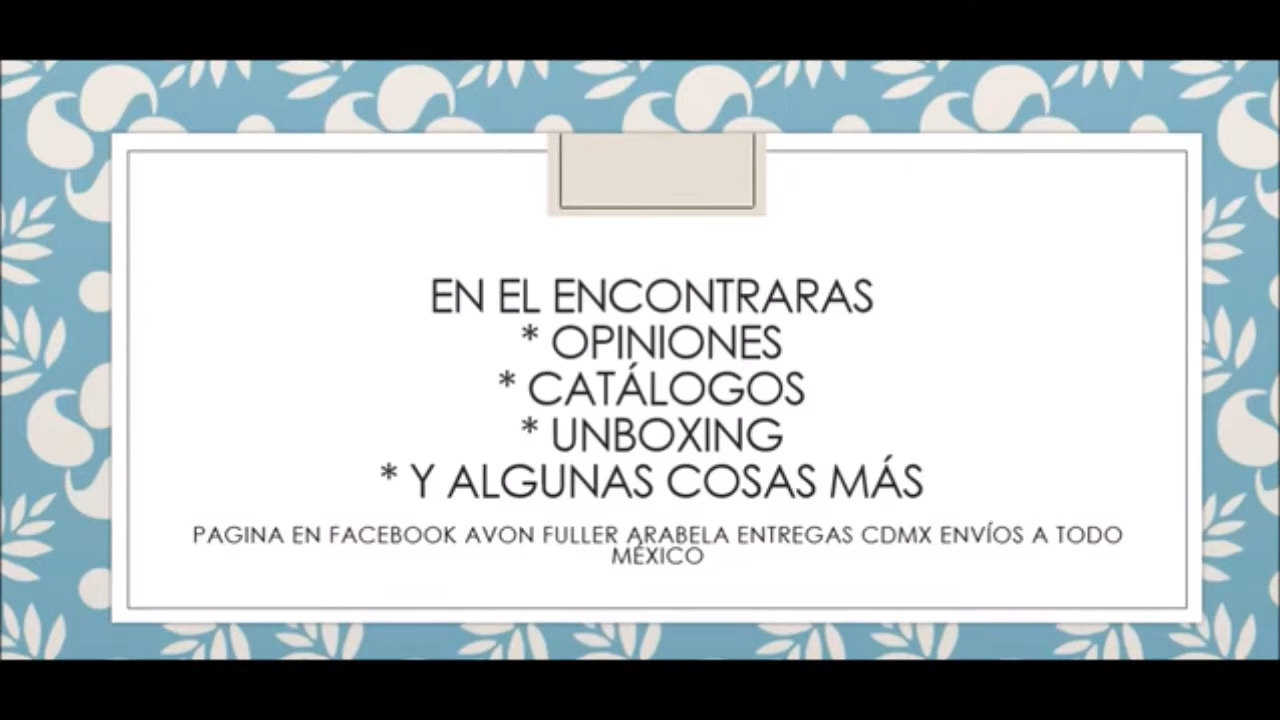 EN EL ENCONTRARAS
* OPINIONES
* CATÁLOGOS
* UNBOXING
* Y ALGUNAS COSAS MÁS
PAGINA EN FACEBOOK AVON FULLER ARABELA ENTREGAS CDMX ENVÍOS A TODO
MÉXICO